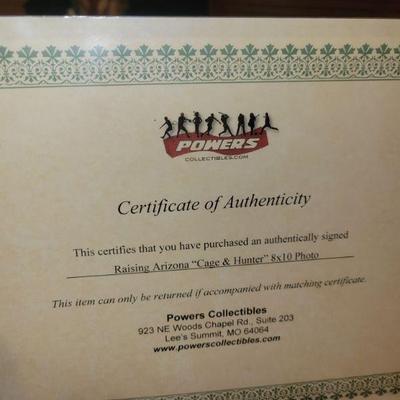 POWERS
COLLECTIBLES.COM
Certificate of Authenticity
This certifies that you have purchased an authentically signed
Raising Arizona "Cage & Hunter" 8x10 Photo
This item can only be returned if accompanied with matching certificate.
Powers Collectibles
923 NE Woods Chapel Rd., Suite 203
Lee's Summit, MO 64064
www.powerscollectibles.com